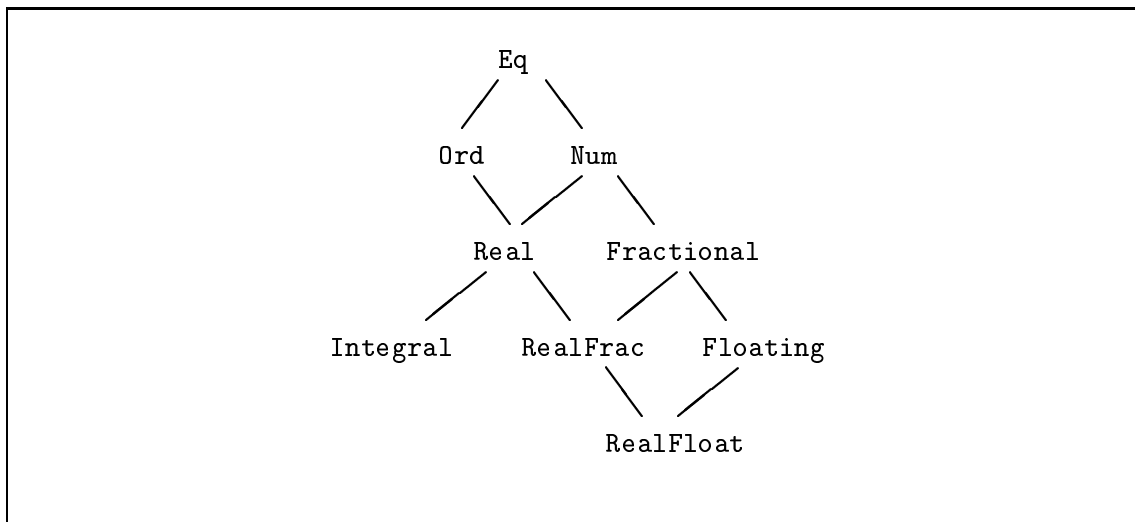 Eq
Ord Num
Real Fractional
Integral RealFrac Floating
RealFloat